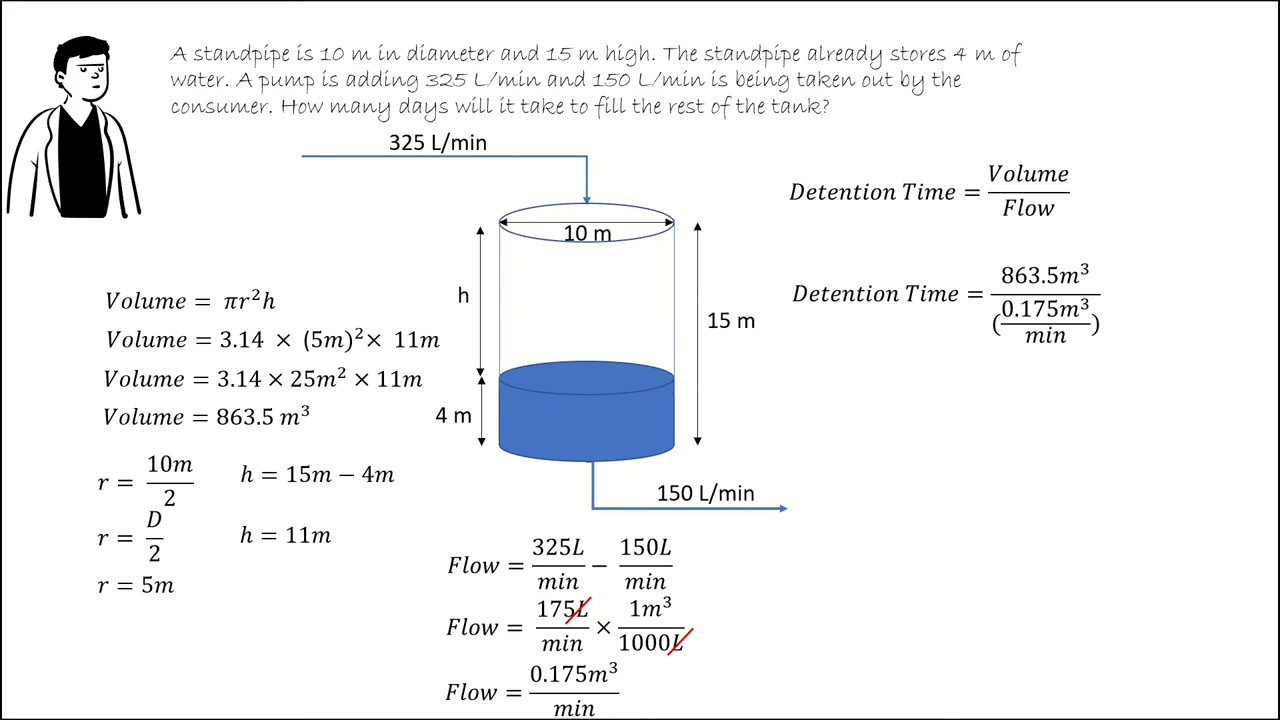 A standpipe is 10 m in diameter and 15 m high. The standpipe already stores 4 m of
water. A pump is adding 325 L/min and 150 L/min is being taken out by the
consumer. How many days will it take to fill the rest of the tank?
325 L/min
10 m
h
15 m
4 m
150 L/min
Volume = πr²h
Volume = 3.14 × (5m)² × 11m
Volume = 3.14 × 25m² × 11m
Volume = 863.5 m³
r = 10m/2
h = 15m − 4m
r = D/2
h = 11m
r = 5m
Flow = 325L/min − 150L/min
Flow = 175L/min × 1m³/1000L
Flow = 0.175m³/min
Detention Time = Volume/Flow
Detention Time = 863.5m³/(0.175m³/min)